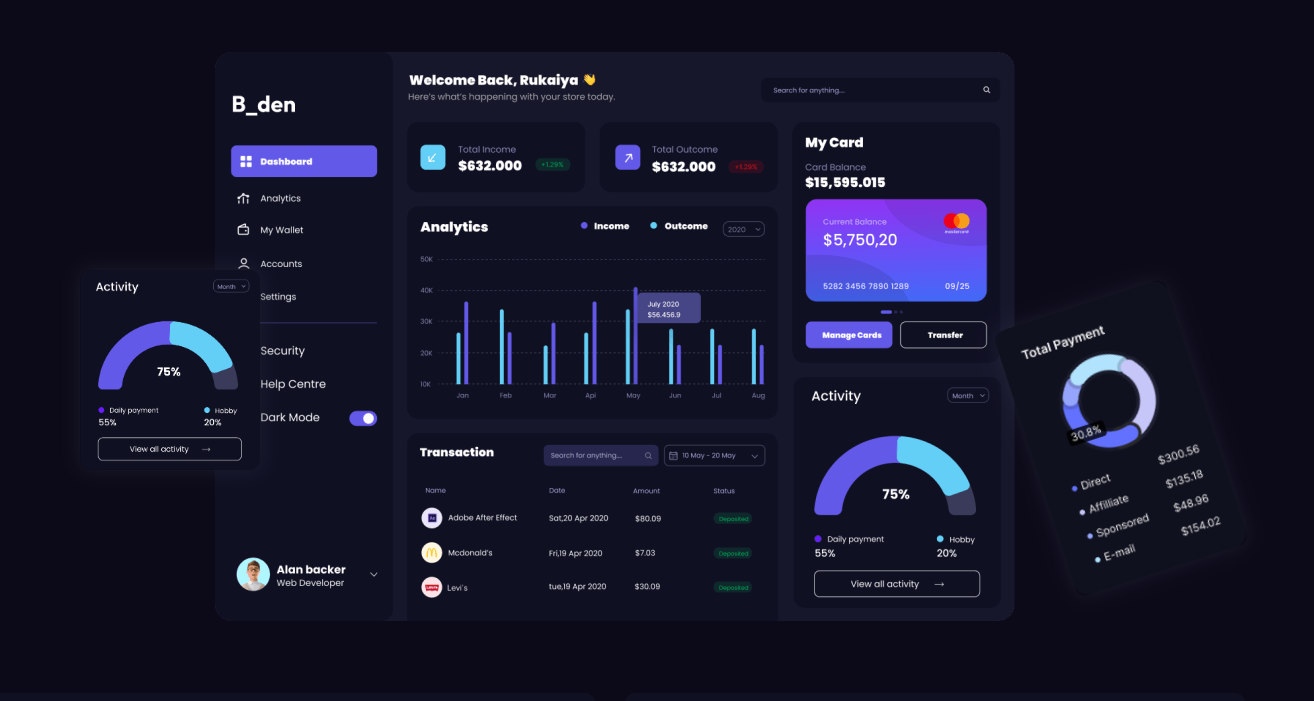 B_den
Dashboard
Analytics
My Wallet
Accounts
Settings
Security
Help Centre
Dark Mode
Alan backer
Web Developer
Activity
Month
75%
Daily payment
Hobby
55%
20%
View all activity →
Welcome Back, Rukaiya 👋
Here's what's happening with your store today.
Search for anything...
Total Income
$632.000
+1.29%
Total Outcome
$632.000
+1.29%
Analytics
Income
Outcome
2020
50K
40K
30K
20K
10K
July 2020
$56.456.9
Jan Feb Mar Apl May Jun Jul Aug
Transaction
Search for anything...
10 May - 20 May
Name Date Amount Status
Adobe After Effect Sat,20 Apr 2020 $80.09 Deposited
Mcdonald's Fri,19 Apr 2020 $7.03 Deposited
Levi's tue,19 Apr 2020 $30.09 Deposited
My Card
Card Balance
$15,595.015
Current Balance
$5,750,20
mastercard
5282 3456 7890 1289
09/25
Manage Cards
Transfer
Activity
Month
75%
Daily payment
Hobby
55%
20%
View all activity →
Total Payment
30.8%
Direct $300.56
Affilliate $135.18
Sponsored $48.96
E-mail $154.02